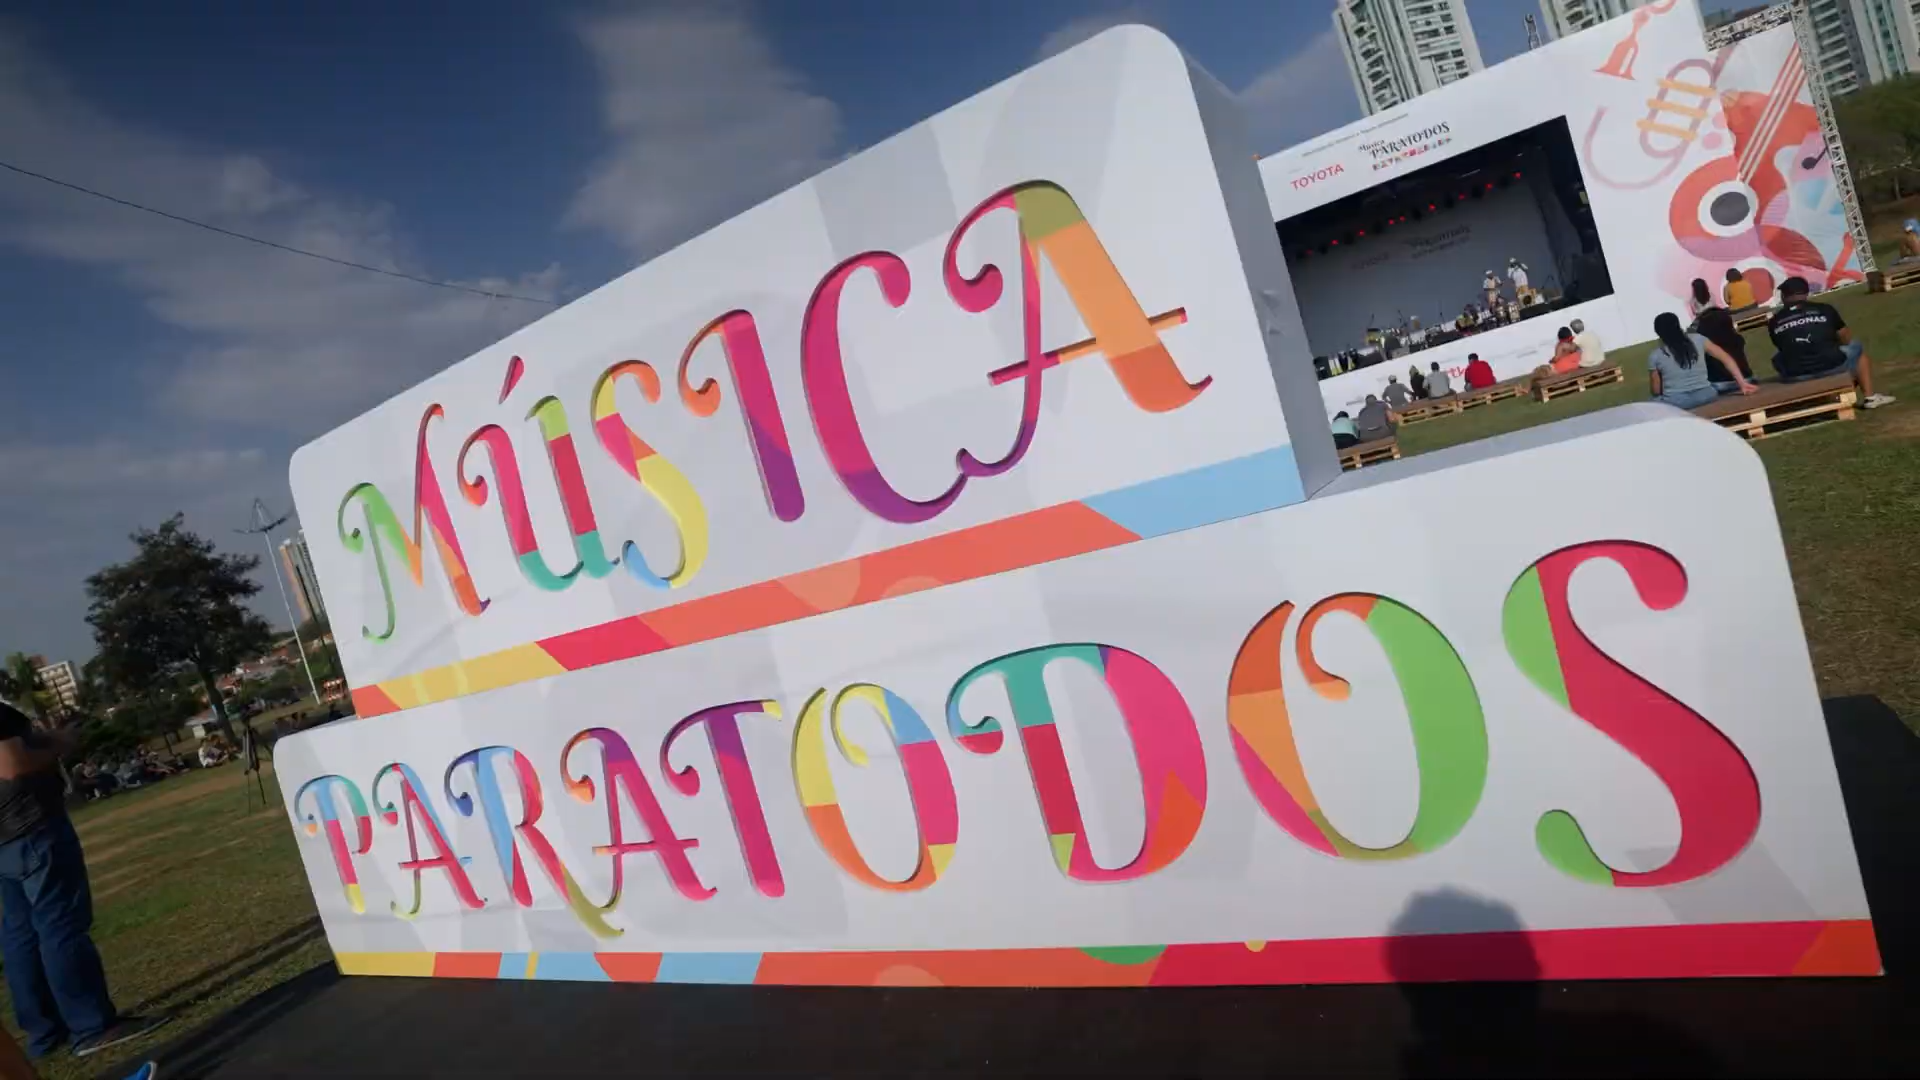 MÚSICA
PARATODOS
TOYOTA
Música
PARATODOS
PETRONAS